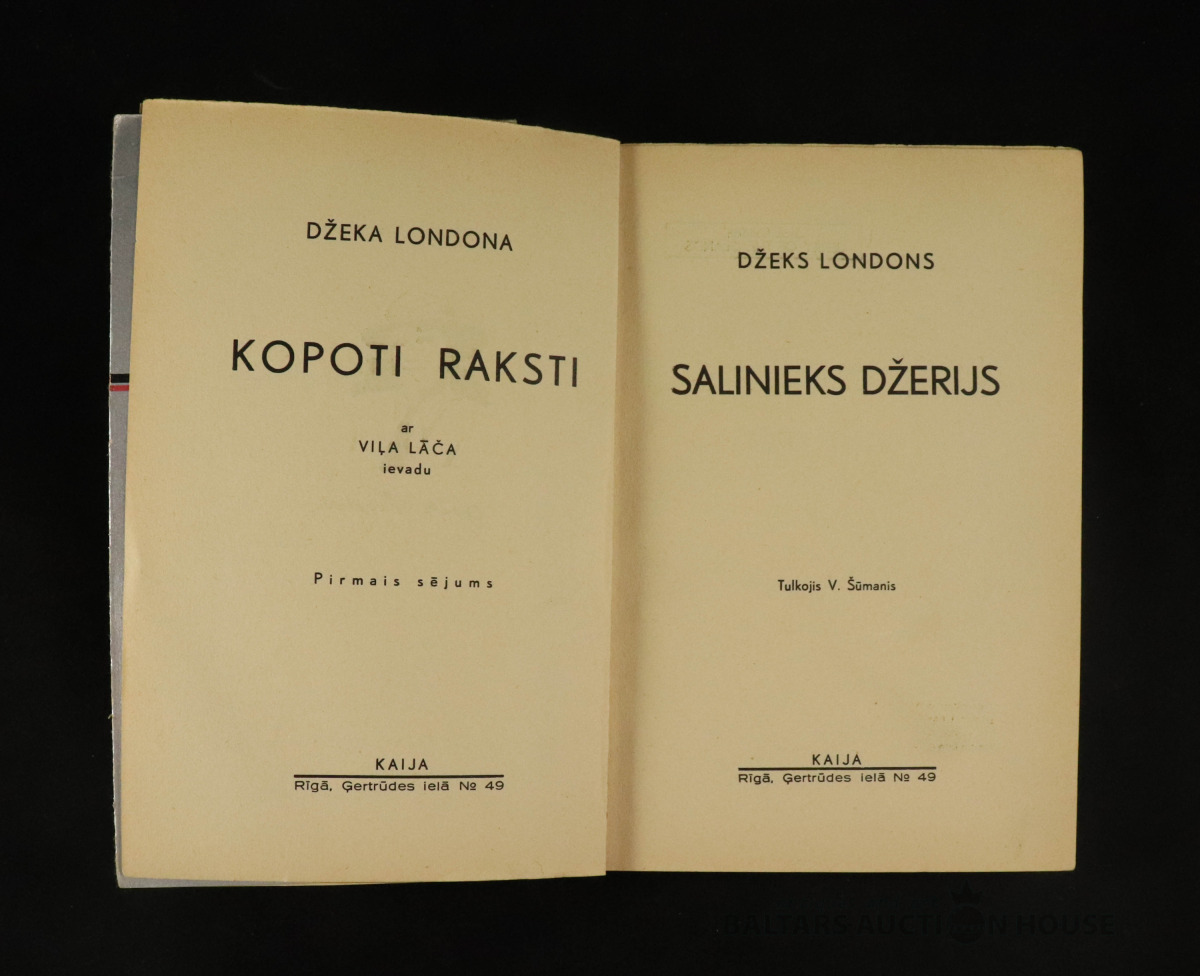 DŽEKA LONDONA
KOPOTI RAKSTI
ar
VIĻA LĀČA
ievadu
Pirmais sējums
KAIJA
Rīgā, Ģertrūdes ielā № 49
DŽEKS LONDONS
SALINIEKS DŽERIJS
Tulkojis V. Šūmanis
KAIJA
Rīgā, Ģertrūdes ielā № 49
BALTARS AUCTION HOUSE